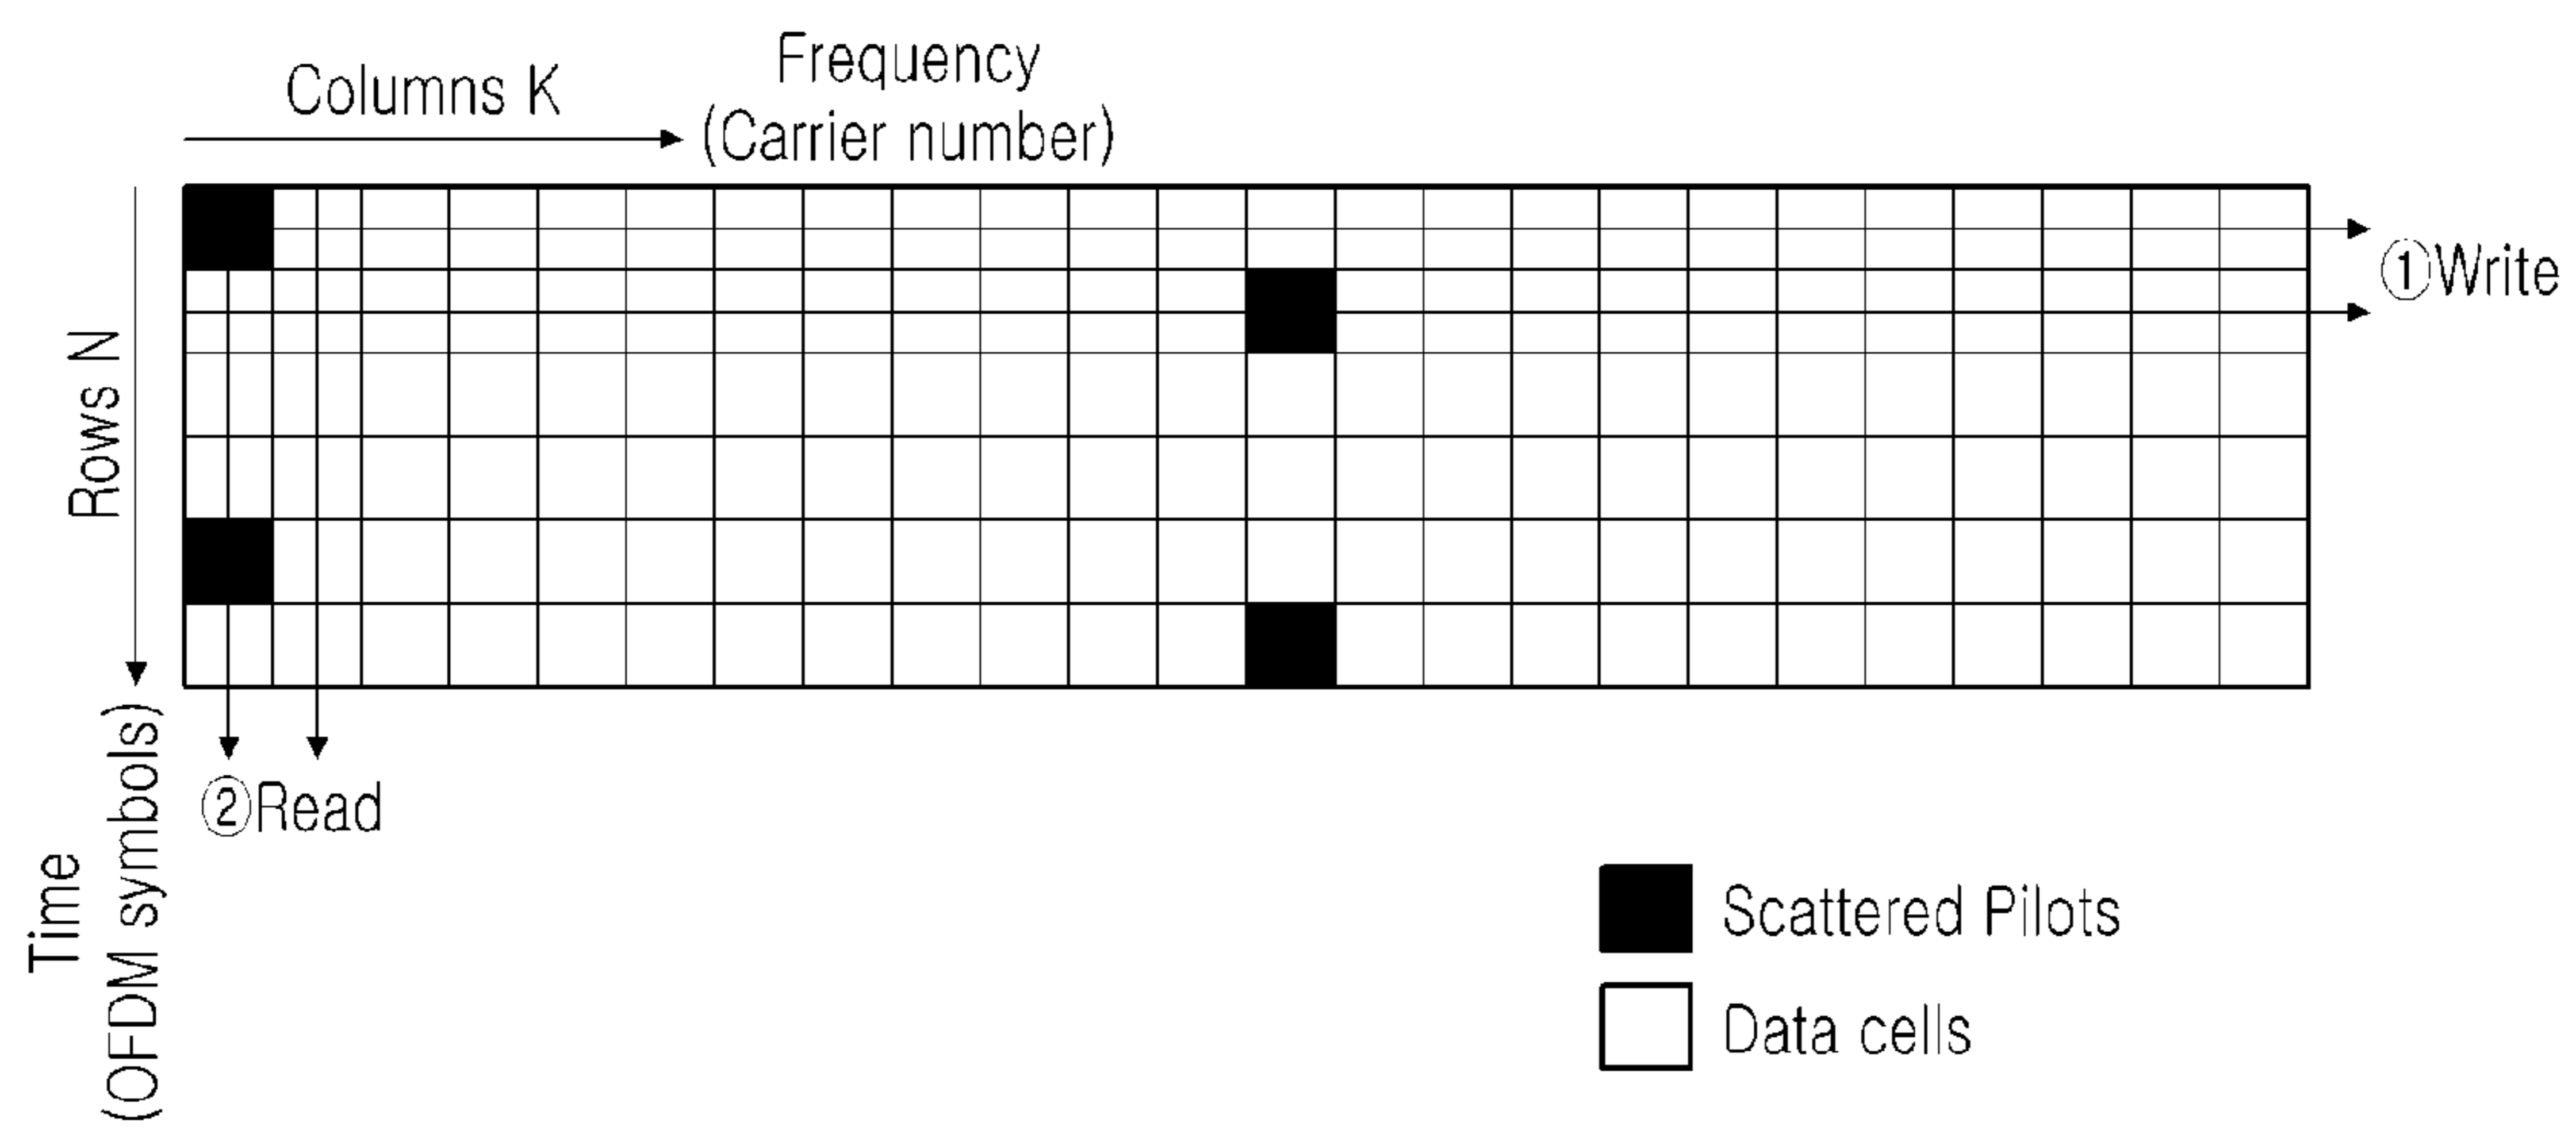 Columns K
Frequency
(Carrier number)
①Write
Rows N
Time
(OFDM symbols)
②Read
Scattered Pilots
Data cells